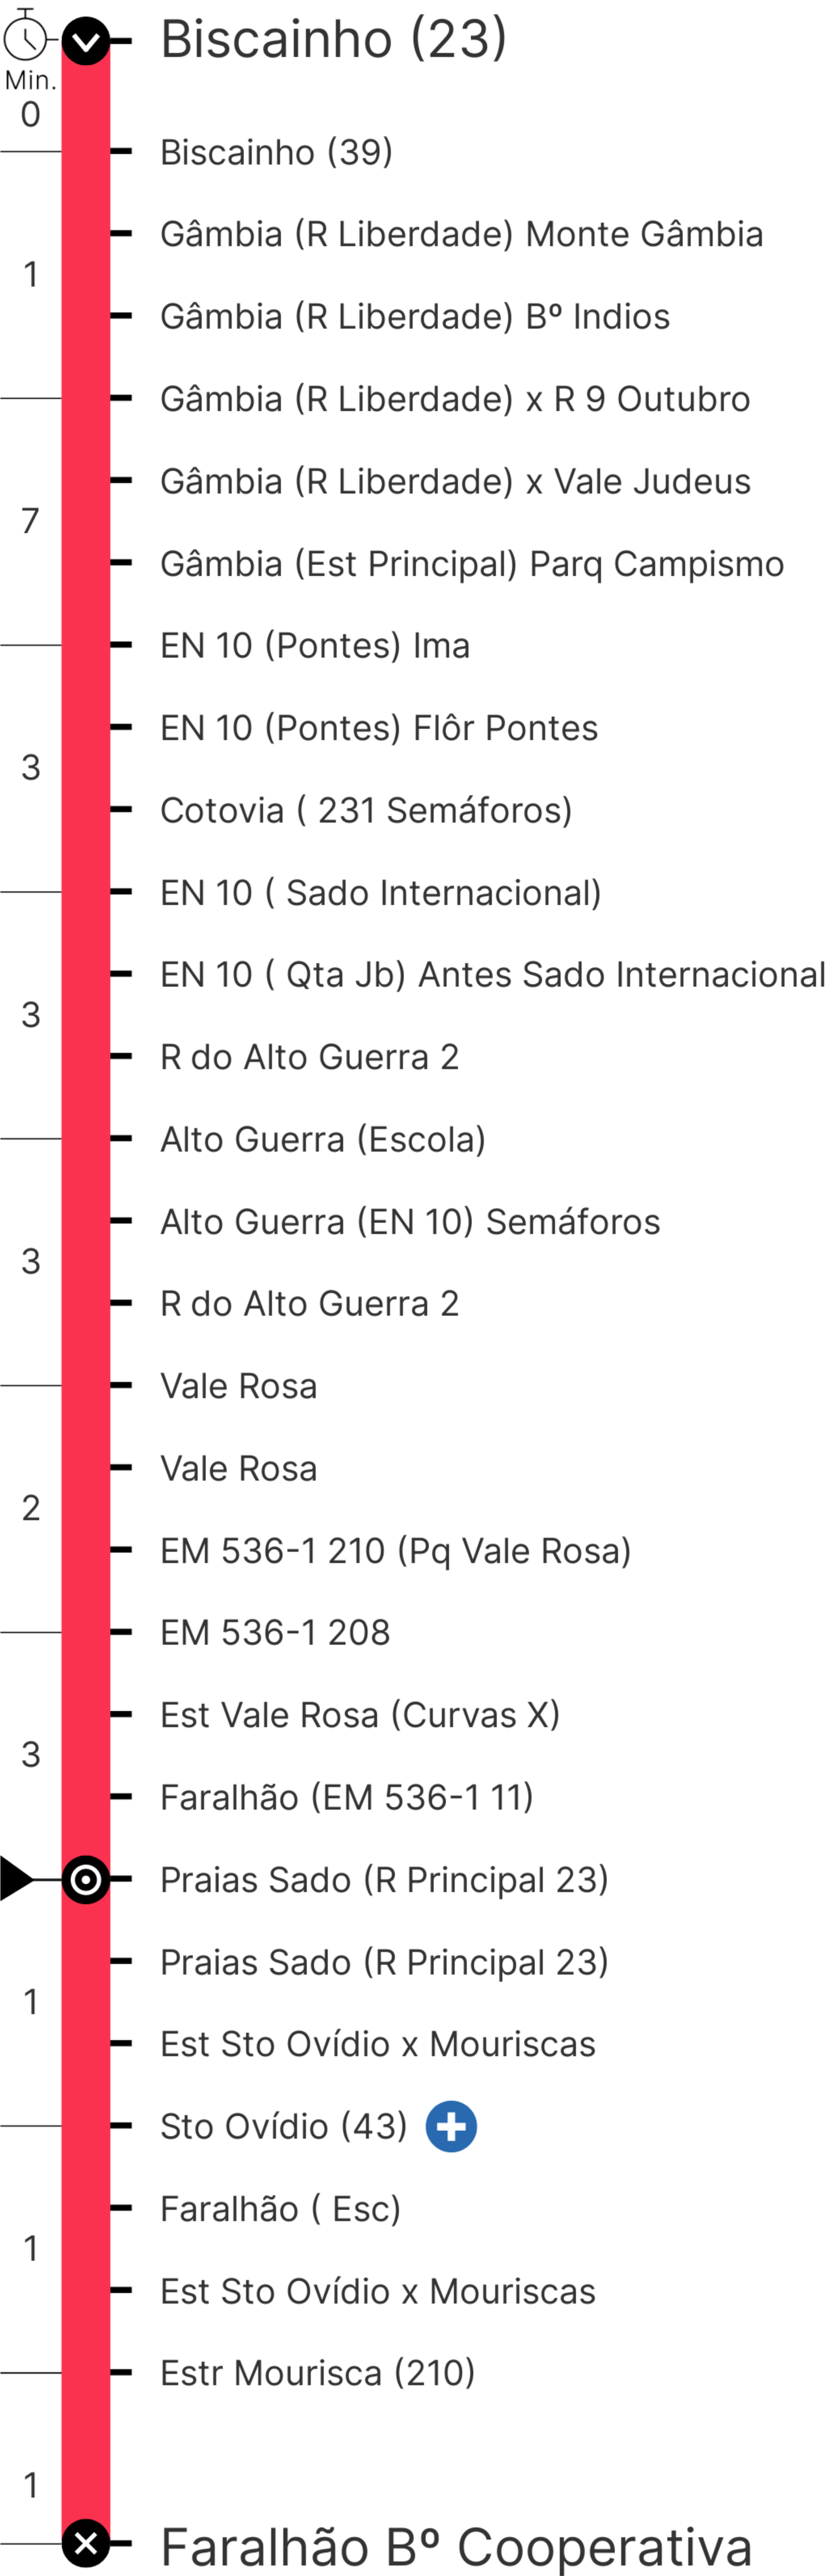 Biscainho (23)
Min.
0
Biscainho (39)
Gâmbia (R Liberdade) Monte Gâmbia
1
Gâmbia (R Liberdade) Bº Indios
Gâmbia (R Liberdade) x R 9 Outubro
Gâmbia (R Liberdade) x Vale Judeus
7
Gâmbia (Est Principal) Parq Campismo
EN 10 (Pontes) Ima
EN 10 (Pontes) Flôr Pontes
3
Cotovia ( 231 Semáforos)
EN 10 ( Sado Internacional)
EN 10 ( Qta Jb) Antes Sado Internacional
3
R do Alto Guerra 2
Alto Guerra (Escola)
Alto Guerra (EN 10) Semáforos
3
R do Alto Guerra 2
Vale Rosa
Vale Rosa
2
EM 536-1 210 (Pq Vale Rosa)
EM 536-1 208
Est Vale Rosa (Curvas X)
3
Faralhão (EM 536-1 11)
Praias Sado (R Principal 23)
Praias Sado (R Principal 23)
1
Est Sto Ovídio x Mouriscas
Sto Ovídio (43)
Faralhão ( Esc)
1
Est Sto Ovídio x Mouriscas
Estr Mourisca (210)
1
Faralhão Bº Cooperativa